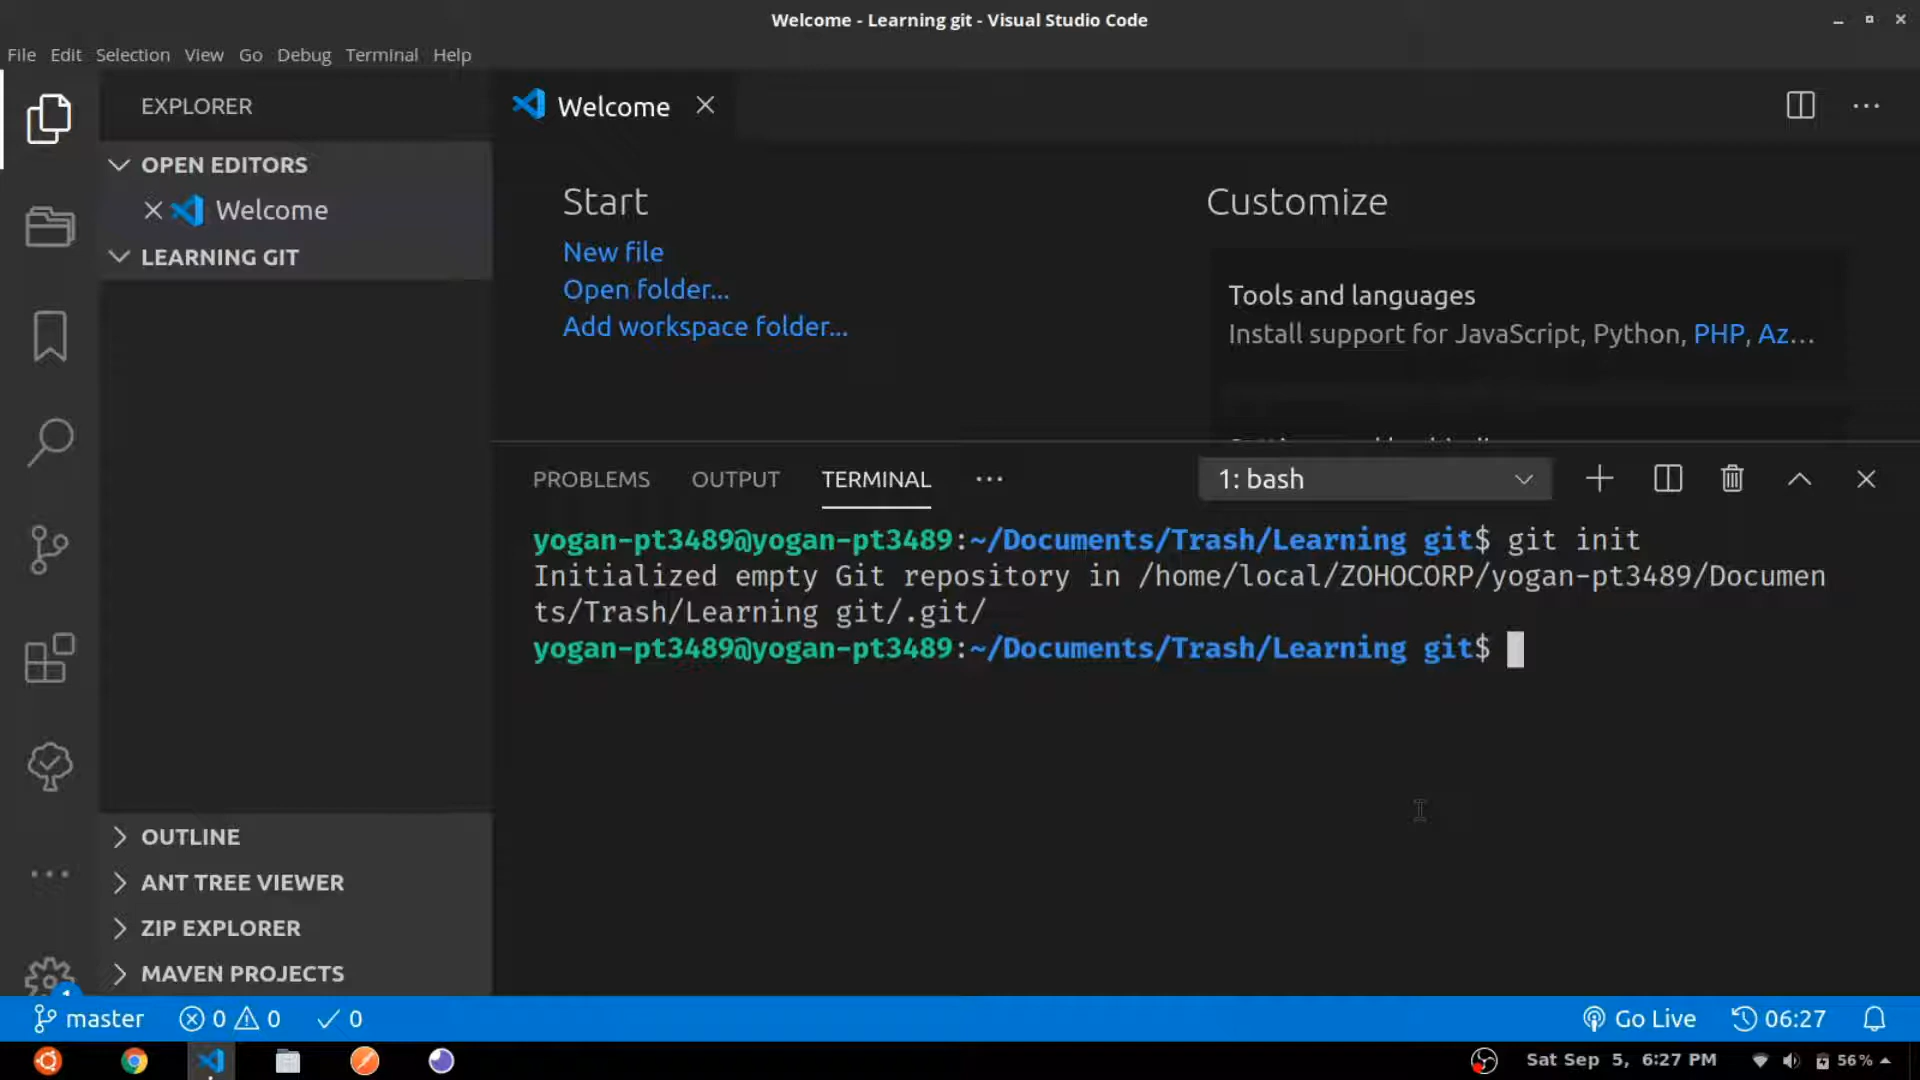 Welcome - Learning git - Visual Studio Code
File Edit Selection View Go Debug Terminal Help
EXPLORER
OPEN EDITORS
Welcome
LEARNING GIT
OUTLINE
ANT TREE VIEWER
ZIP EXPLORER
MAVEN PROJECTS
Welcome
Start
New file
Open folder...
Add workspace folder...
Customize
Tools and languages
Install support for JavaScript, Python, PHP, Az...
PROBLEMS OUTPUT TERMINAL ··· 1: bash
yogan-pt3489@yogan-pt3489:~/Documents/Trash/Learning git$ git init
Initialized empty Git repository in /home/local/ZOHOCORP/yogan-pt3489/Documen
ts/Trash/Learning git/.git/
yogan-pt3489@yogan-pt3489:~/Documents/Trash/Learning git$
master 0 0 0 Go Live 06:27
Sat Sep 5, 6:27 PM 56%